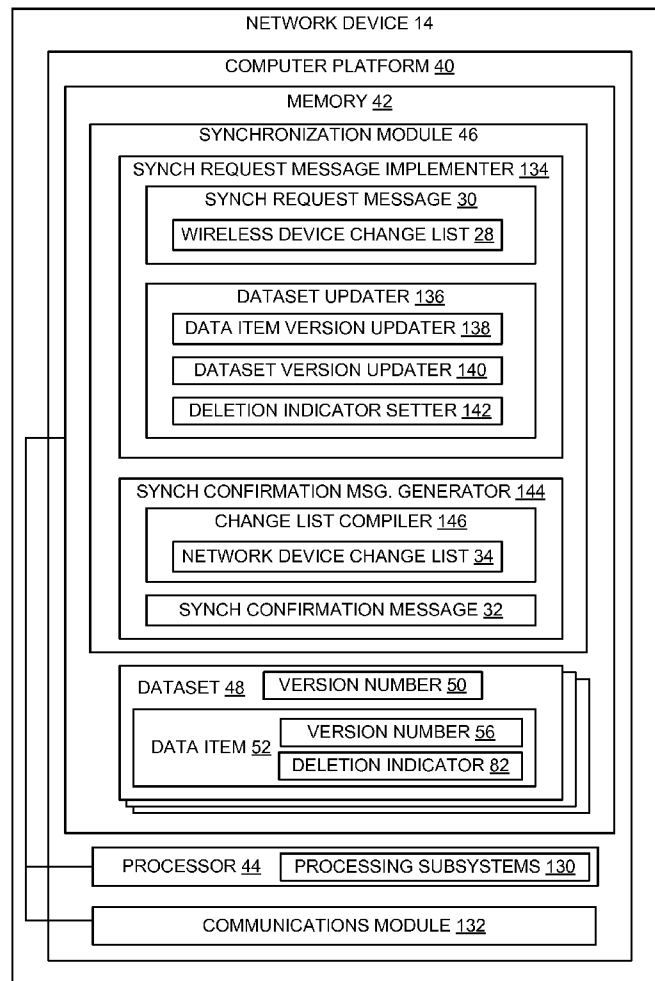 NETWORK DEVICE 14
COMPUTER PLATFORM 40
MEMORY 42
SYNCHRONIZATION MODULE 46
SYNCH REQUEST MESSAGE IMPLEMENTER 134
SYNCH REQUEST MESSAGE 30
WIRELESS DEVICE CHANGE LIST 28
DATASET UPDATER 136
DATA ITEM VERSION UPDATER 138
DATASET VERSION UPDATER 140
DELETION INDICATOR SETTER 142
SYNCH CONFIRMATION MSG. GENERATOR 144
CHANGE LIST COMPILER 146
NETWORK DEVICE CHANGE LIST 34
SYNCH CONFIRMATION MESSAGE 32
DATASET 48 VERSION NUMBER 50
DATA ITEM 52 VERSION NUMBER 56
DELETION INDICATOR 82
PROCESSOR 44 PROCESSING SUBSYSTEMS 130
COMMUNICATIONS MODULE 132